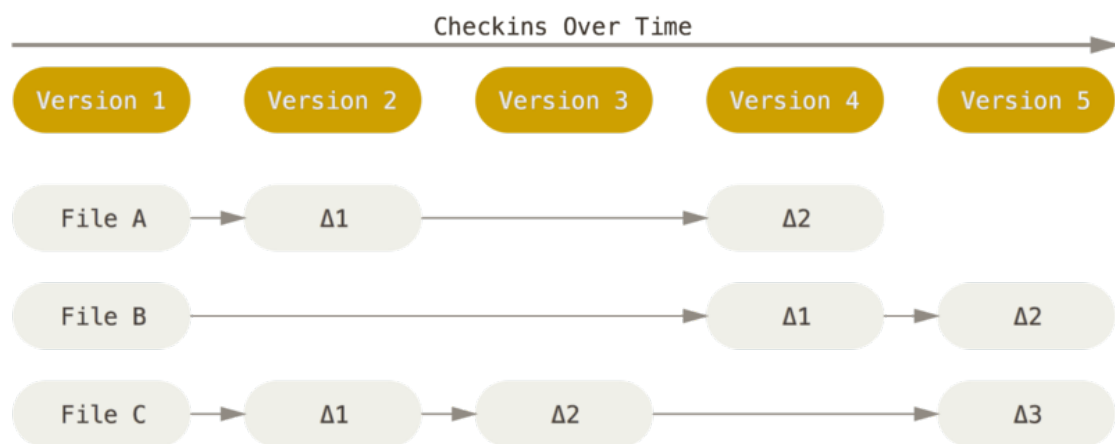 Checkins Over Time
Version 1 Version 2 Version 3 Version 4 Version 5
File A Δ1 Δ2
File B Δ1 Δ2
File C Δ1 Δ2 Δ3